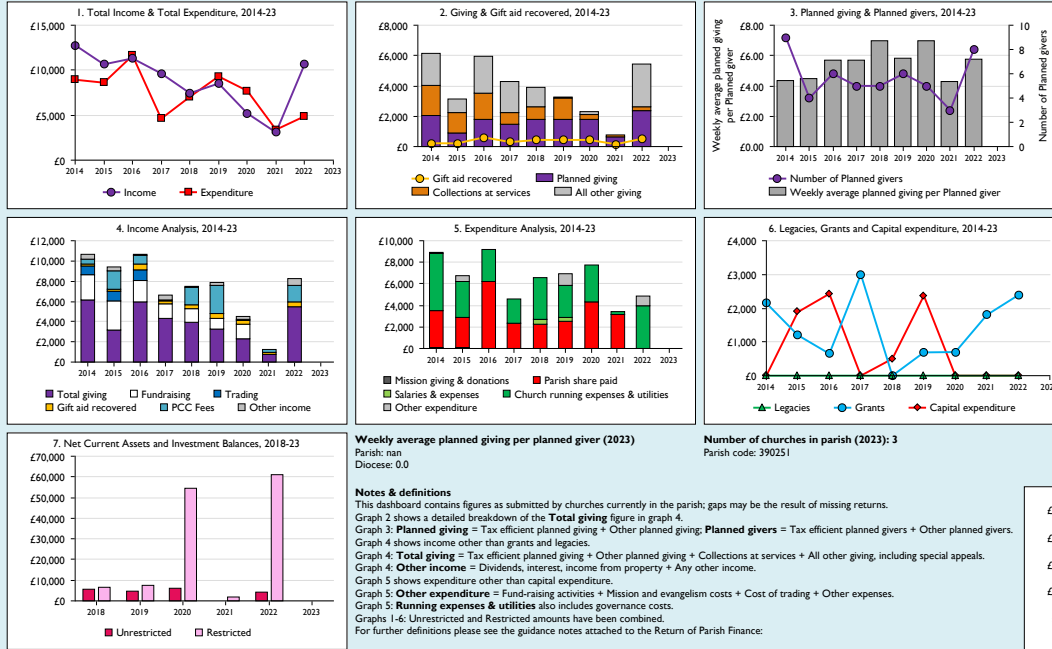 1. Total Income & Total Expenditure, 2014-23
£15,000
£10,000
£5,000
£0
2014 2015 2016 2017 2018 2019 2020 2021 2022 2023
Income Expenditure
2. Giving & Gift aid recovered, 2014-23
£8,000
£6,000
£4,000
£2,000
£0
2014 2015 2016 2017 2018 2019 2020 2021 2022 2023
Gift aid recovered Planned giving
Collections at services All other giving
3. Planned giving & Planned givers, 2014-23
Weekly average planned giving
per Planned giver
£8.00
£6.00
£4.00
£2.00
£0.00
10
8
6
4
2
0
Number of Planned givers
2014 2015 2016 2017 2018 2019 2020 2021 2022 2023
Number of Planned givers
Weekly average planned giving per Planned giver
4. Income Analysis, 2014-23
£12,000
£10,000
£8,000
£6,000
£4,000
£2,000
£0
2014 2015 2016 2017 2018 2019 2020 2021 2022 2023
Total giving Fundraising Trading
Gift aid recovered PCC Fees Other income
5. Expenditure Analysis, 2014-23
£10,000
£8,000
£6,000
£4,000
£2,000
£0
2014 2015 2016 2017 2018 2019 2020 2021 2022 2023
Mission giving & donations Parish share paid
Salaries & expenses Church running expenses & utilities
Other expenditure
6. Legacies, Grants and Capital expenditure, 2014-23
£4,000
£3,000
£2,000
£1,000
£0
2014 2015 2016 2017 2018 2019 2020 2021 2022
Legacies Grants Capital expenditure
7. Net Current Assets and Investment Balances, 2018-23
£70,000
£60,000
£50,000
£40,000
£30,000
£20,000
£10,000
£0
2018 2019 2020 2021 2022 2023
Unrestricted Restricted
Weekly average planned giving per planned giver (2023)
Parish: nan
Diocese: 0.0
Number of churches in parish (2023): 3
Parish code: 390251
Notes & definitions
This dashboard contains figures as submitted by churches currently in the parish; gaps may be the result of missing returns.
Graph 2 shows a detailed breakdown of the Total giving figure in graph 4.
Graph 3: Planned giving = Tax efficient planned giving + Other planned giving; Planned givers = Tax efficient planned givers + Other planned givers.
Graph 4 shows income other than grants and legacies.
Graph 4: Total giving = Tax efficient planned giving + Other planned giving + Collections at services + All other giving, including special appeals.
Graph 4: Other income = Dividends, interest, income from property + Any other income.
Graph 5 shows expenditure other than capital expenditure.
Graph 5: Other expenditure = Fund-raising activities + Mission and evangelism costs + Cost of trading + Other expenses.
Graph 5: Running expenses & utilities also includes governance costs.
Graphs 1-6: Unrestricted and Restricted amounts have been combined.
For further definitions please see the guidance notes attached to the Return of Parish Finance:
£
£
£
£